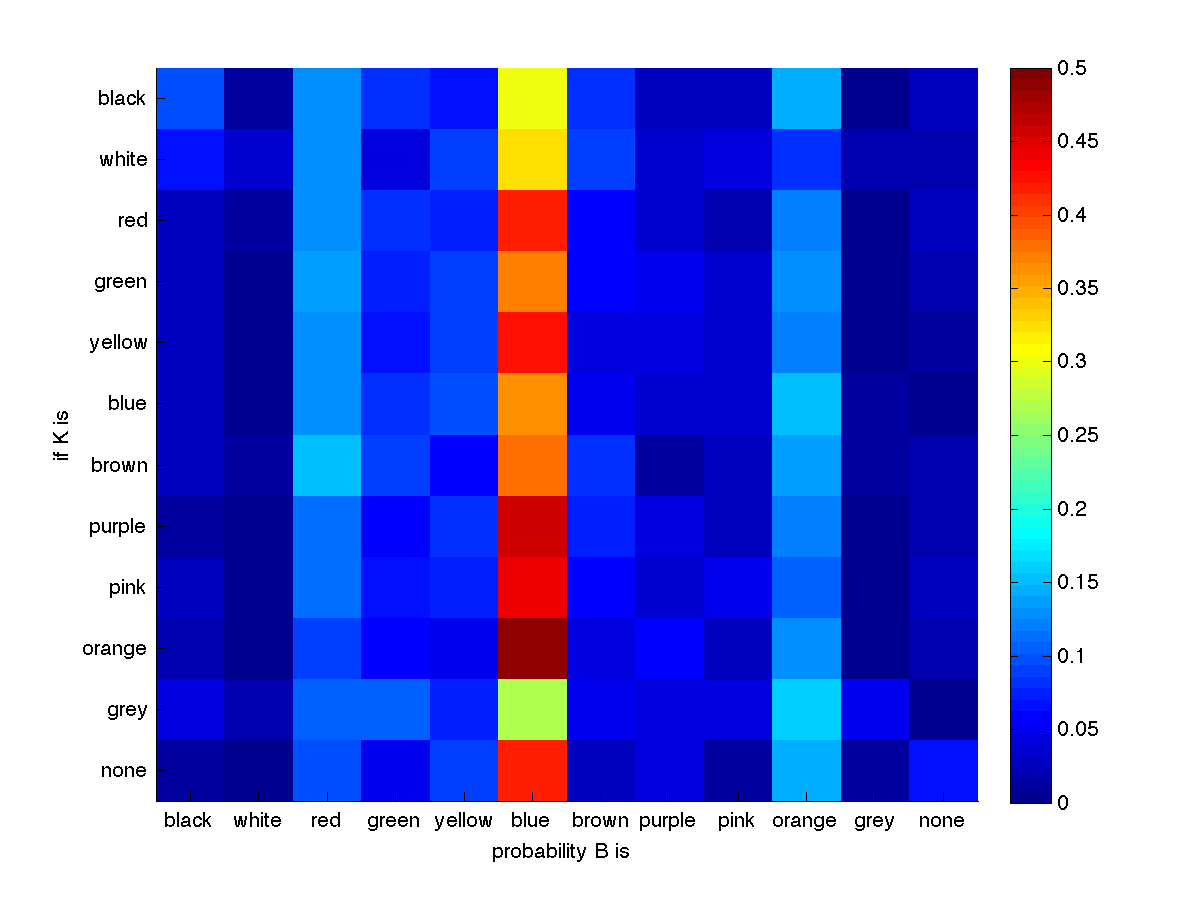 black
white
red
green
yellow
blue
brown
purple
pink
orange
grey
none
if K is
black white red green yellow blue brown purple pink orange grey none
probability B is
0.5
0.45
0.4
0.35
0.3
0.25
0.2
0.15
0.1
0.05
0